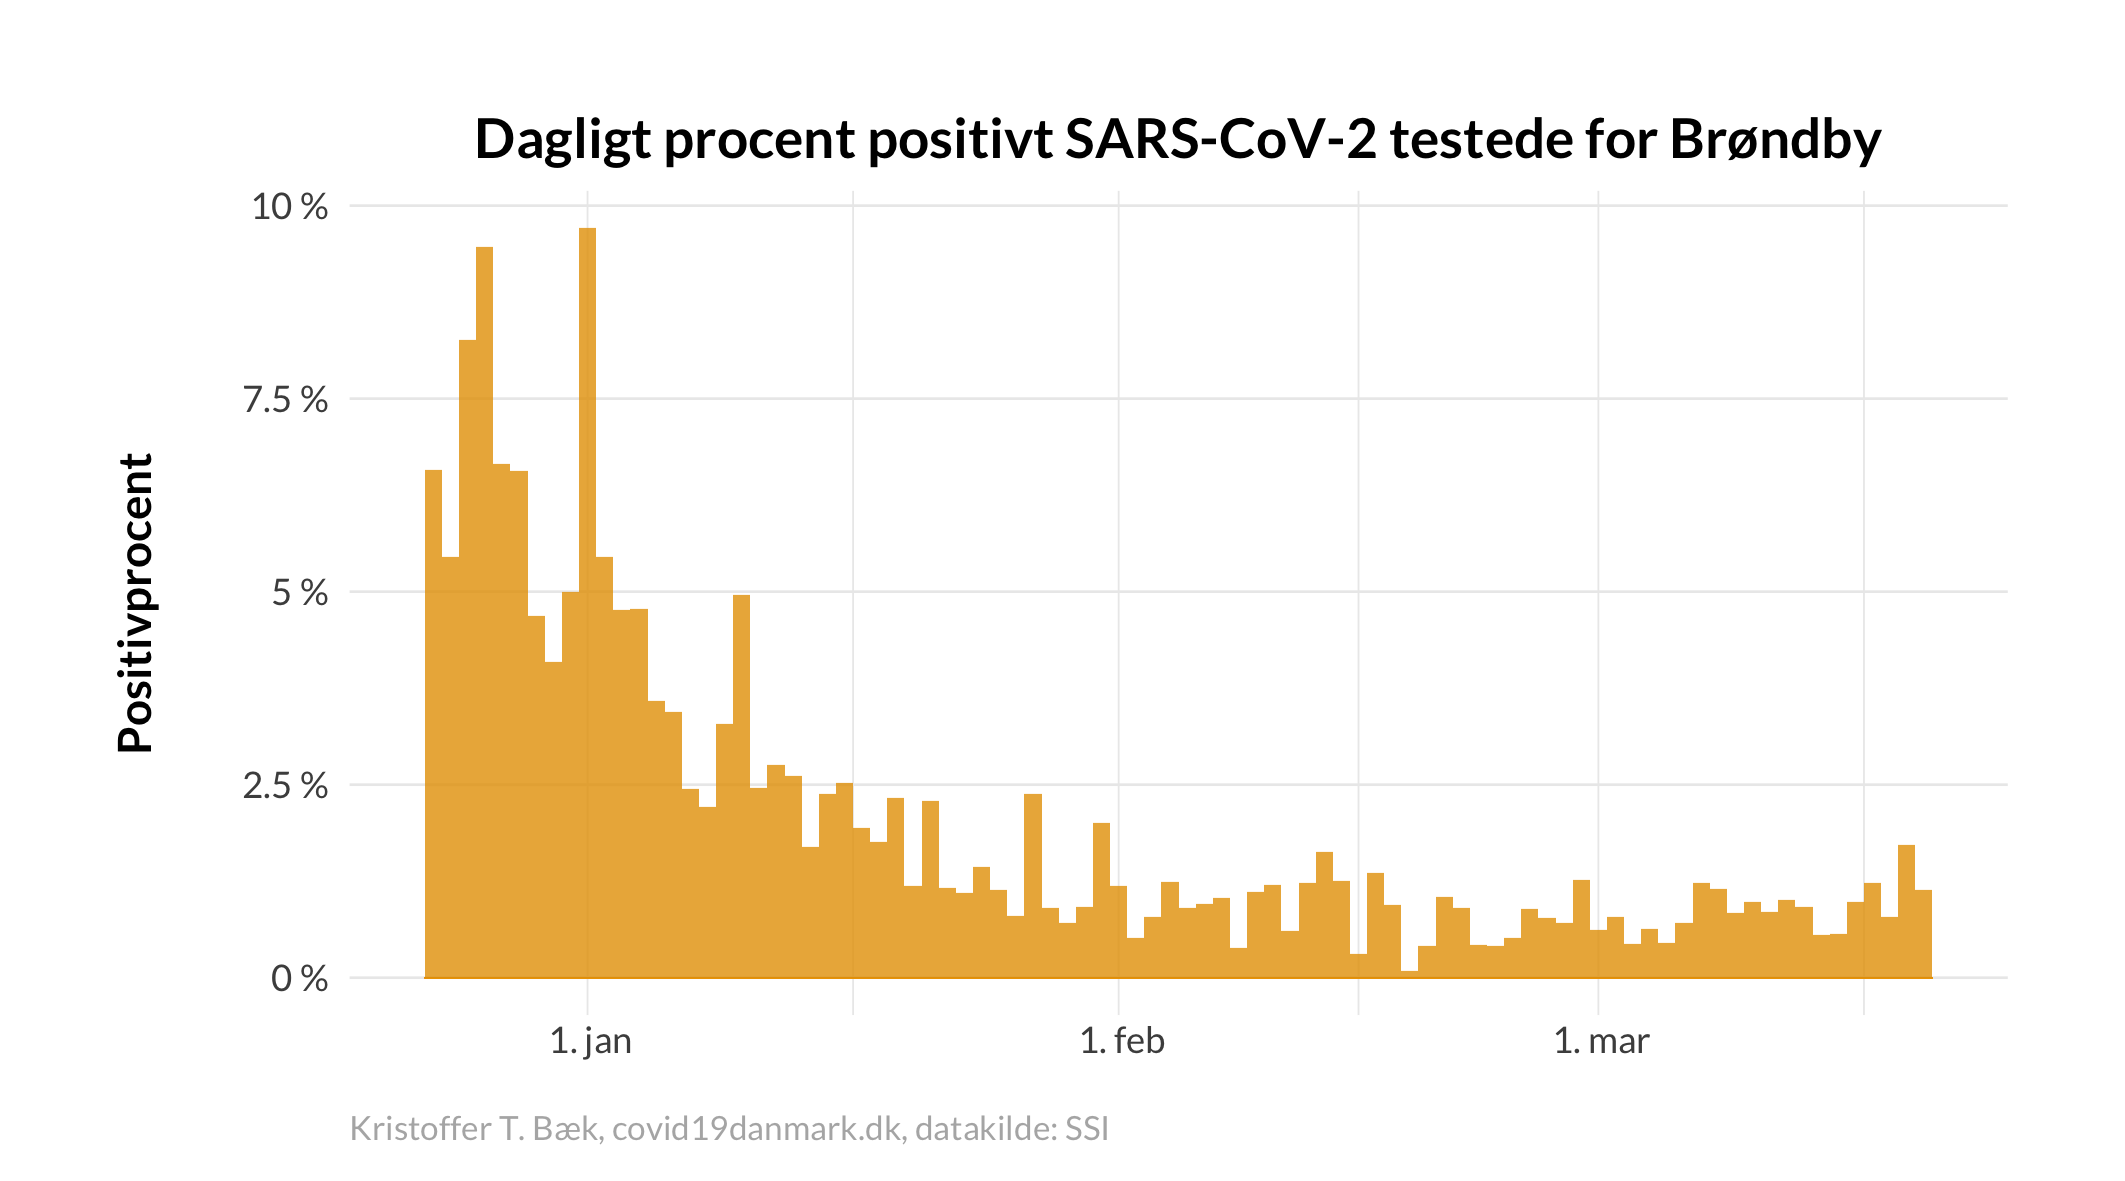 Dagligt procent positivt SARS-CoV-2 testede for Brøndby
Positivprocent
10 %
7.5 %
5 %
2.5 %
0 %
1. jan
1. feb
1. mar
Kristoffer T. Bæk, covid19danmark.dk, datakilde: SSI